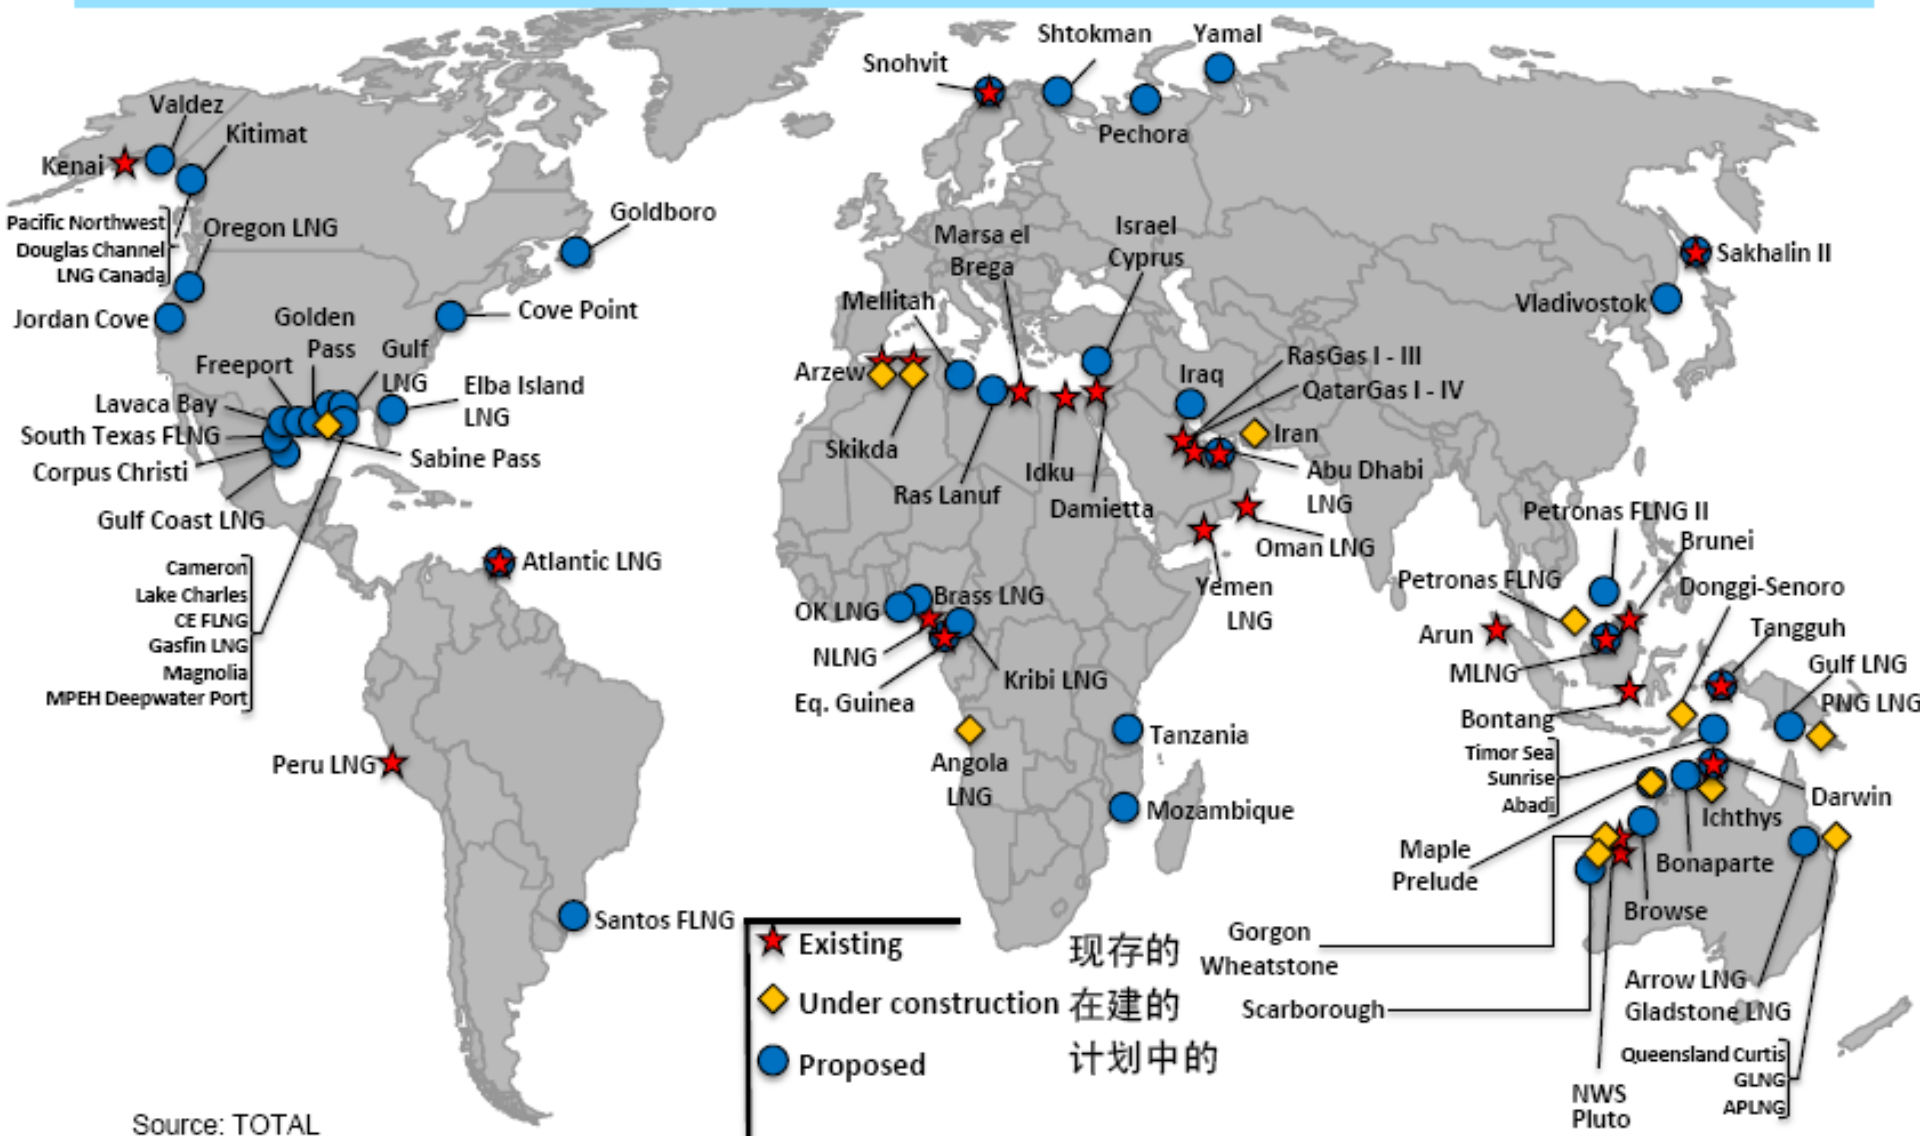 Shtokman
Yamal
Snohvit
Pechora
Valdez
Kitimat
Kenai
Pacific Northwest
Douglas Channel
LNG Canada
Oregon LNG
Goldboro
Jordan Cove
Cove Point
Golden
Pass
Freeport
Gulf
LNG
Elba Island
LNG
Lavaca Bay
South Texas FLNG
Corpus Christi
Sabine Pass
Gulf Coast LNG
Cameron
Lake Charles
CE FLNG
Gasfin LNG
Magnolia
MPEH Deepwater Port
Atlantic LNG
Peru LNG
Santos FLNG
Marsa el
Brega
Israel
Cyprus
Mellitah
Arzew
Skikda
Ras Lanuf
Idku
Damietta
Iraq
RasGas I - III
QatarGas I - IV
Iran
Abu Dhabi
LNG
Oman LNG
Yemen
LNG
OK LNG
Brass LNG
NLNG
Eq. Guinea
Kribi LNG
Angola
LNG
Tanzania
Mozambique
Sakhalin II
Vladivostok
Petronas FLNG II
Brunei
Petronas FLNG
Donggi-Senoro
Arun
MLNG
Tangguh
Gulf LNG
PNG LNG
Bontang
Timor Sea
Sunrise
Abadi
Darwin
Ichthys
Maple
Prelude
Bonaparte
Browse
Gorgon
Wheatstone
Scarborough
Arrow LNG
Gladstone LNG
Queensland Curtis
GLNG
APLNG
NWS
Pluto
Existing 现存的
Under construction 在建的
Proposed 计划中的
Source: TOTAL